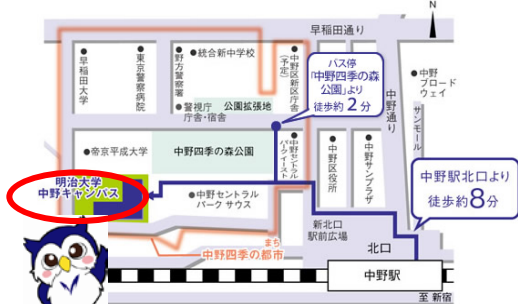 N
早稲田通り
早稲田大学
東京警察病院
野方警察署
統合新中学校
中野区新区役所
(予定)
バス停
「中野四季の森
公園」より
徒歩約2分
中野通り
中野
ブロード
ウェイ
警視庁
庁舎・宿舎
公園拡張地
サンモール
帝京平成大学
中野四季の森公園
中野セントラル
パークイースト
中野区役所
中野サンプラザ
明治大学
中野キャンパス
中野セントラル
パーク サウス
中野駅北口より
徒歩約8分
新北口
駅前広場
北口
まち
中野四季の都市
中野駅
至 新宿